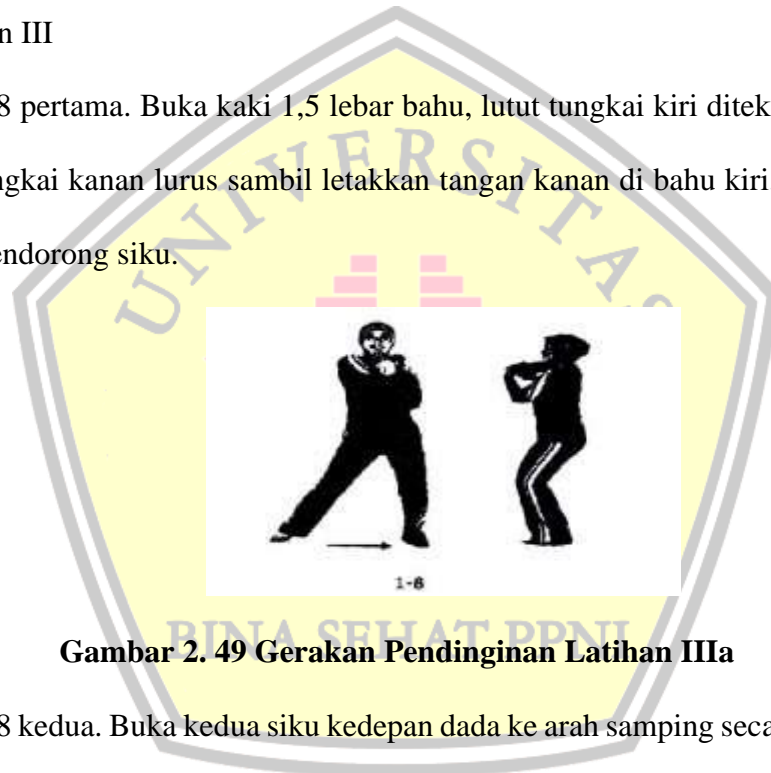 n III
8 pertama. Buka kaki 1,5 lebar bahu, lutut tungkai kiri ditek
ngkai kanan lurus sambil letakkan tangan kanan di bahu kiri
endorong siku.
UNIVERSITAS
1-8
BINA SEHAT PPNI
Gambar 2. 49 Gerakan Pendinginan Latihan IIIa
8 kedua. Buka kedua siku kedepan dada ke arah samping seca